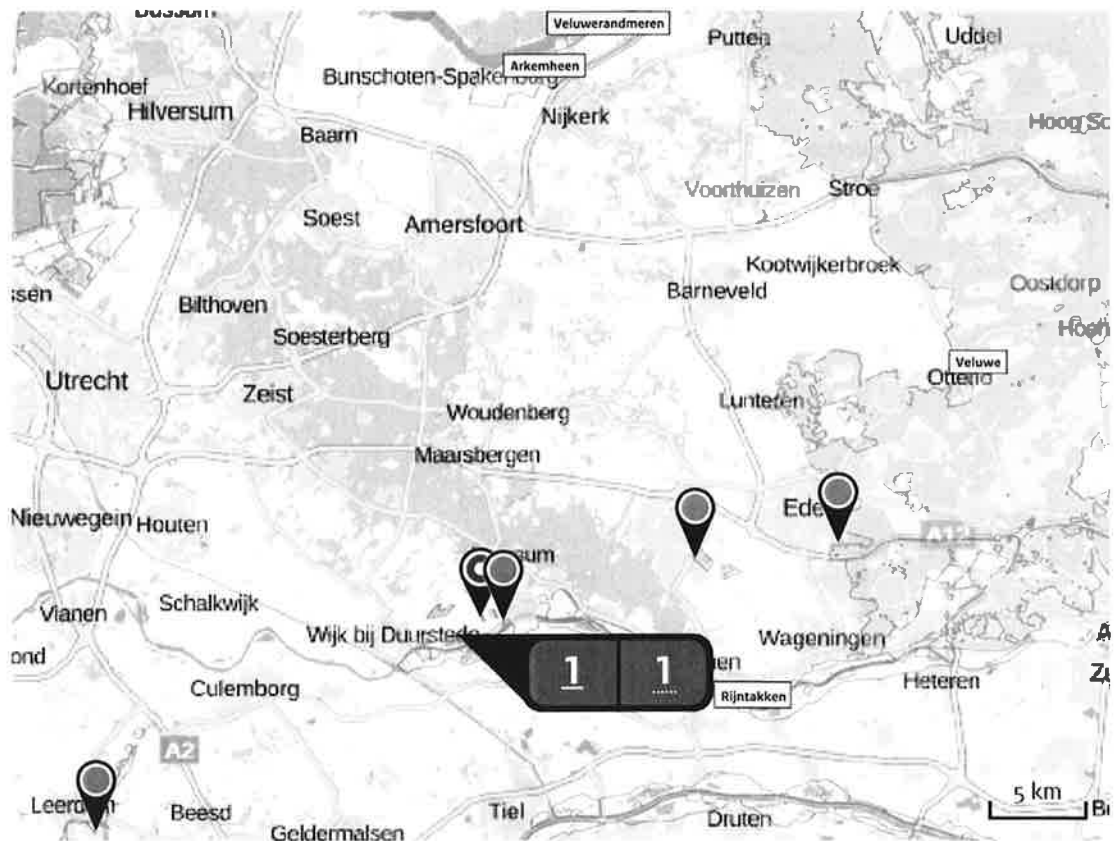 Bussum
Veluwerandmeren
Putten
Uddel
Arkemheen
Bunschoten-Spakenburg
Kortenhoef
Hilversum
Nijkerk
Baarn
Voorthuizen
Stroe
Soest
Amersfoort
Kootwijkerbroek
Barneveld
Bilthoven
Soesterberg
Veluwe
Utrecht
Zeist
Lunteren
Woudenberg
Maarsbergen
Ede
Nieuwegein
Houten
A12
Vianen
Schalkwijk
Wijk bij Duurstede
Wageningen
1
1
Rijntakken
Culemborg
Heteren
A2
5 km
Beesd
Tiel
Druten
Geldermalsen